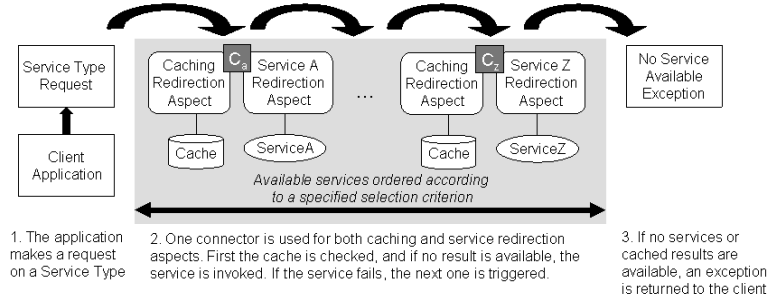 Service Type
Request
Client
Application
Caching
Redirection
Aspect
Ca
Service A
Redirection
Aspect
Cache
ServiceA
...
Caching
Redirection
Aspect
Cz
Service Z
Redirection
Aspect
Cache
ServiceZ
No Service
Available
Exception
Available services ordered according
to a specified selection criterion
1. The application
makes a request
on a Service Type
2. One connector is used for both caching and service redirection
aspects. First the cache is checked, and if no result is available, the
service is invoked. If the service fails, the next one is triggered.
3. If no services or
cached results are
available, an exception
is returned to the client